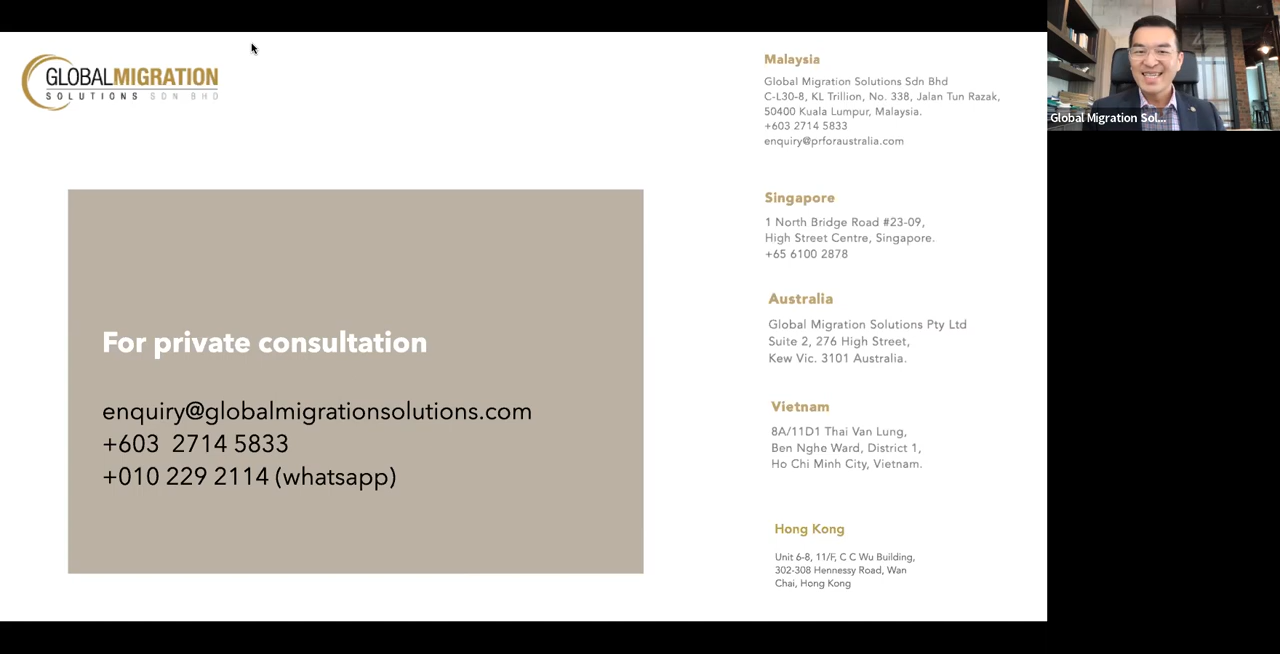 GLOBALMIGRATION
SOLUTIONS SDN BHD
For private consultation
enquiry@globalmigrationsolutions.com
+603 2714 5833
+010 229 2114 (whatsapp)
Malaysia
Global Migration Solutions Sdn Bhd
C-L30-8, KL Trillion, No. 338, Jalan Tun Razak,
50400 Kuala Lumpur, Malaysia.
+603 2714 5833
enquiry@prforaustralia.com
Singapore
1 North Bridge Road #23-09,
High Street Centre, Singapore.
+65 6100 2878
Australia
Global Migration Solutions Pty Ltd
Suite 2, 276 High Street,
Kew Vic. 3101 Australia.
Vietnam
8A/11D1 Thai Van Lung,
Ben Nghe Ward, District 1,
Ho Chi Minh City, Vietnam.
Hong Kong
Unit 6-8, 11/F, C C Wu Building,
302-308 Hennessy Road, Wan
Chai, Hong Kong
Global Migration Sol...